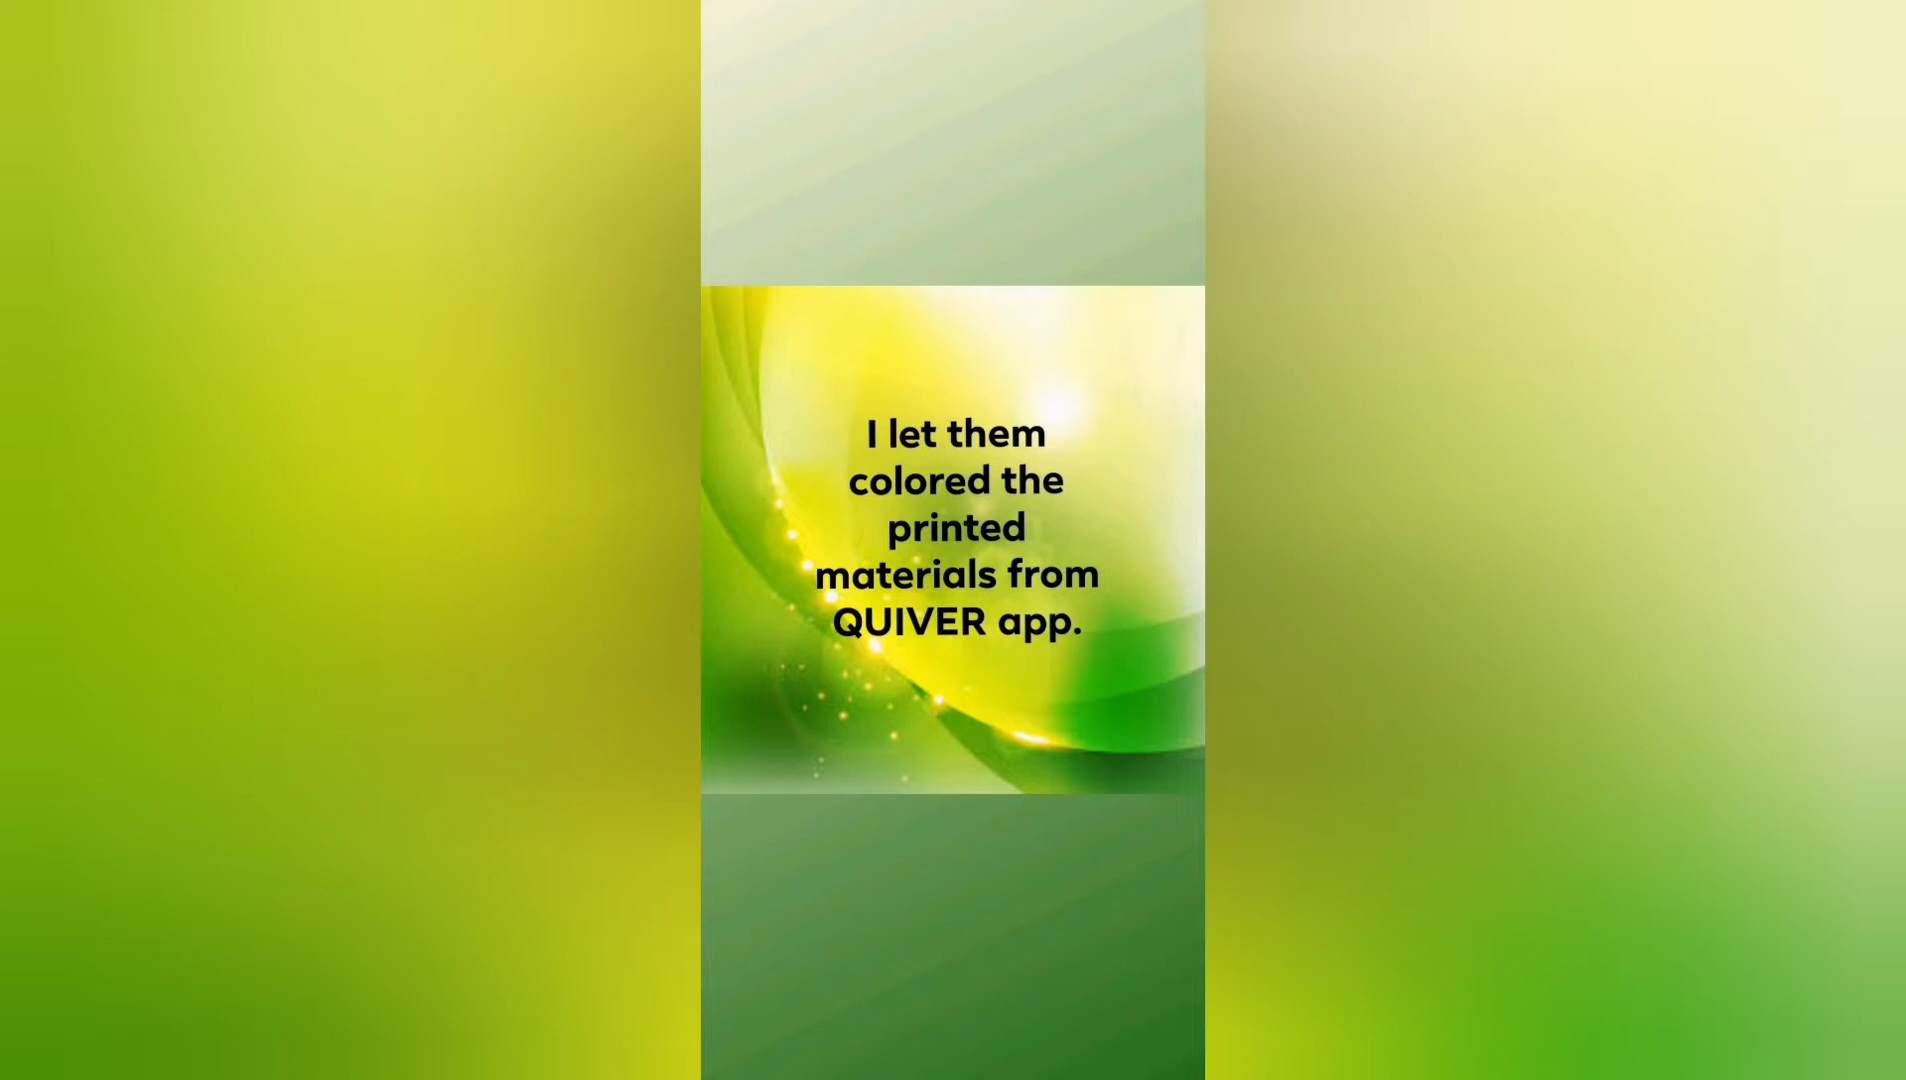 I let them
colored the
printed
materials from
QUIVER app.